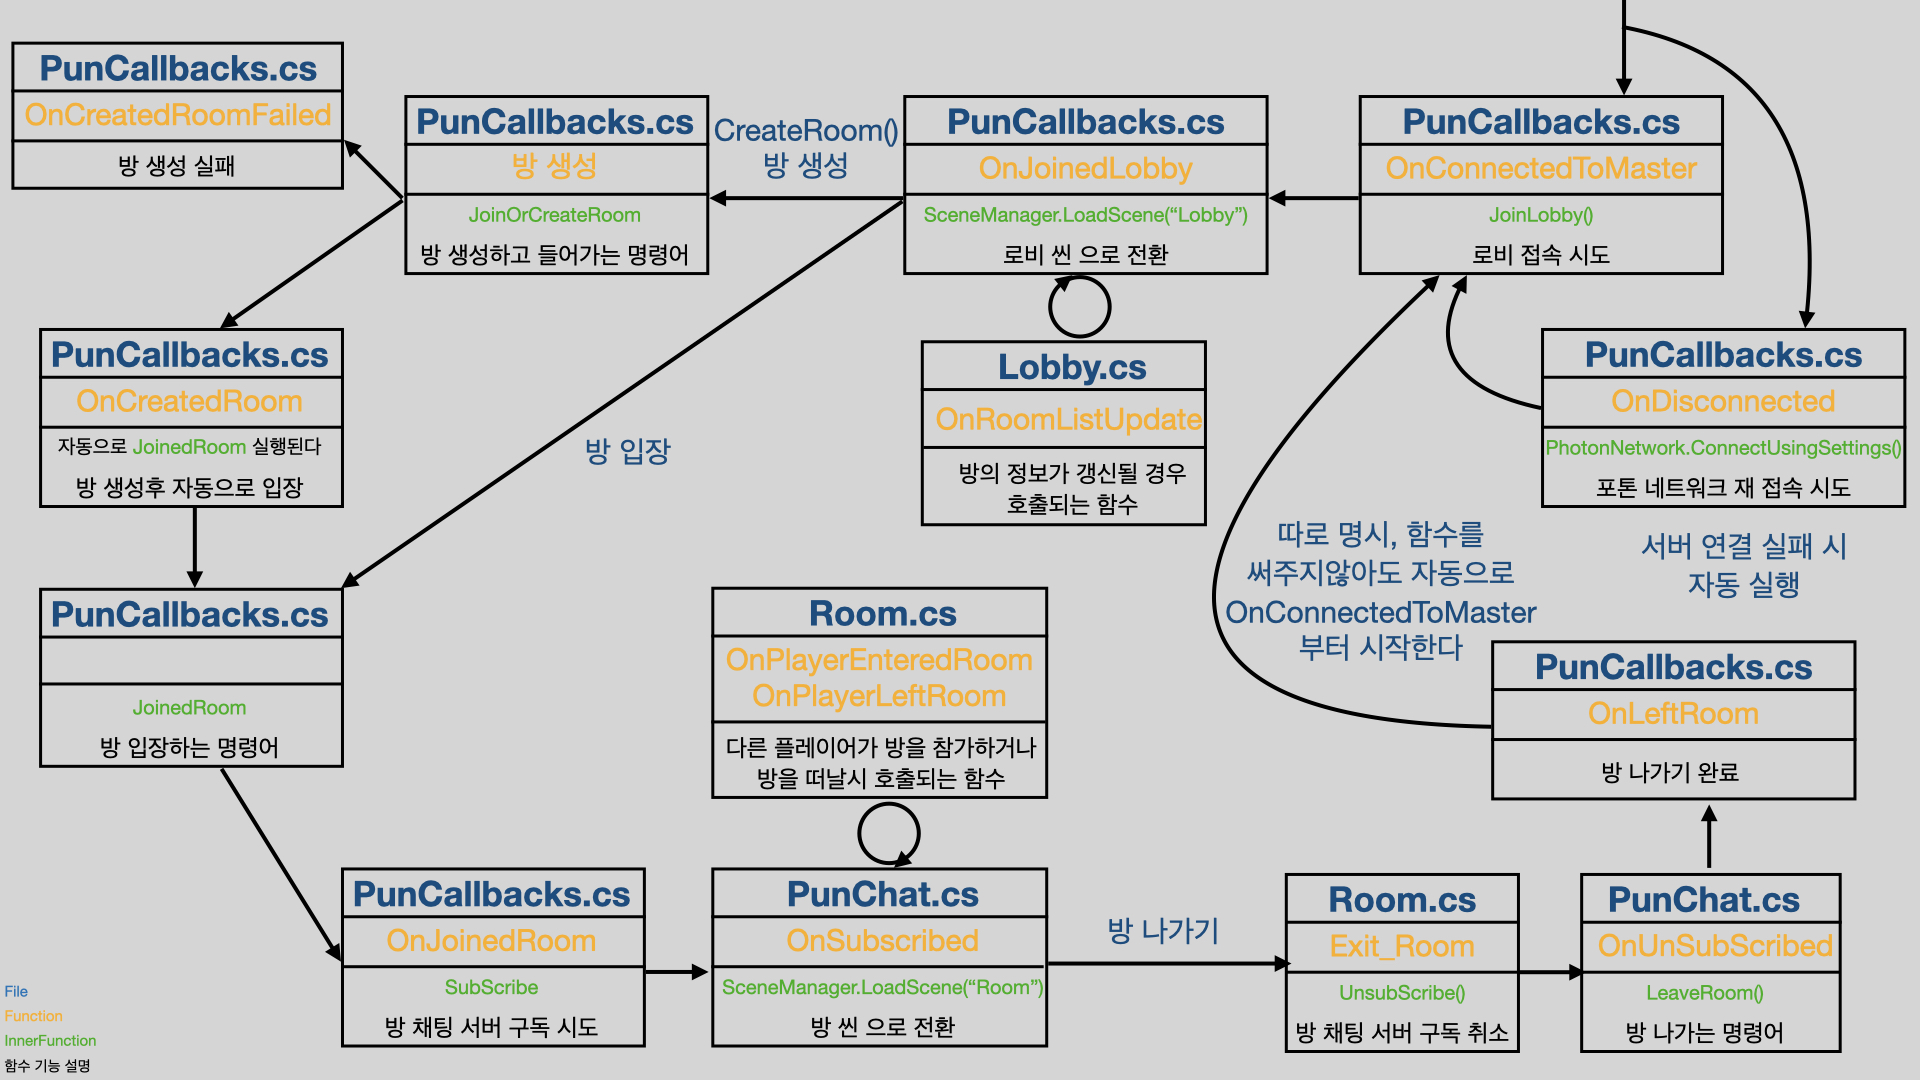 PunCallbacks.cs
OnCreatedRoomFailed
방 생성 실패
PunCallbacks.cs
방 생성
JoinOrCreateRoom
방 생성하고 들어가는 명령어
CreateRoom()
방 생성
PunCallbacks.cs
OnJoinedLobby
SceneManager.LoadScene(“Lobby”)
로비 씬 으로 전환
PunCallbacks.cs
OnConnectedToMaster
JoinLobby()
로비 접속 시도
PunCallbacks.cs
OnCreatedRoom
자동으로 JoinedRoom 실행된다
방 생성후 자동으로 입장
방 입장
Lobby.cs
OnRoomListUpdate
방의 정보가 갱신될 경우
호출되는 함수
PunCallbacks.cs
OnDisconnected
PhotonNetwork.ConnectUsingSettings()
포톤 네트워크 재 접속 시도
서버 연결 실패 시
자동 실행
따로 명시, 함수를
써주지않아도 자동으로
OnConnectedToMaster
부터 시작한다
PunCallbacks.cs
JoinedRoom
방 입장하는 명령어
Room.cs
OnPlayerEnteredRoom
OnPlayerLeftRoom
다른 플레이어가 방을 참가하거나
방을 떠날시 호출되는 함수
PunCallbacks.cs
OnLeftRoom
방 나가기 완료
PunCallbacks.cs
OnJoinedRoom
SubScribe
방 채팅 서버 구독 시도
PunChat.cs
OnSubscribed
SceneManager.LoadScene(“Room”)
방 씬 으로 전환
방 나가기
Room.cs
Exit_Room
UnsubScribe()
방 채팅 서버 구독 취소
PunChat.cs
OnUnSubScribed
LeaveRoom()
방 나가는 명령어
File
Function
InnerFunction
함수 기능 설명